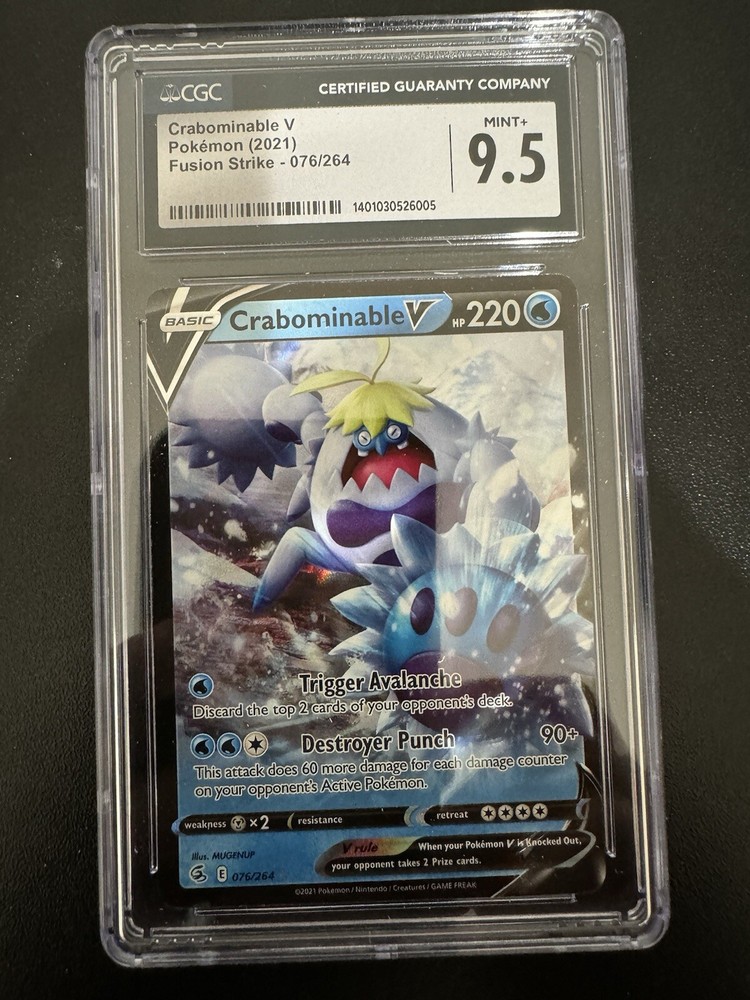 CGC CERTIFIED GUARANTY COMPANY
Crabominable V
Pokémon (2021)
Fusion Strike - 076/264
MINT+
9.5
1401030526005
BASIC Crabominable V HP 220
Trigger Avalanche
Discard the top 2 cards of your opponent's deck.
Destroyer Punch 90+
This attack does 60 more damage for each damage counter
on your opponent's Active Pokémon.
weakness ×2 resistance retreat
V rule When your Pokémon V is Knocked Out,
your opponent takes 2 Prize cards.
Illus. MUGENUP
E 076/264
©2021 Pokémon / Nintendo / Creatures / GAME FREAK